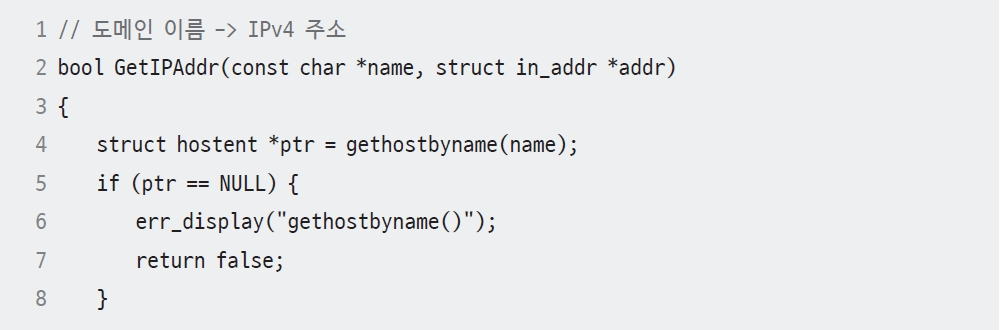 1 // 도메인 이름 -> IPv4 주소
2 bool GetIPAddr(const char *name, struct in_addr *addr)
3 {
4     struct hostent *ptr = gethostbyname(name);
5     if (ptr == NULL) {
6         err_display("gethostbyname()");
7         return false;
8     }